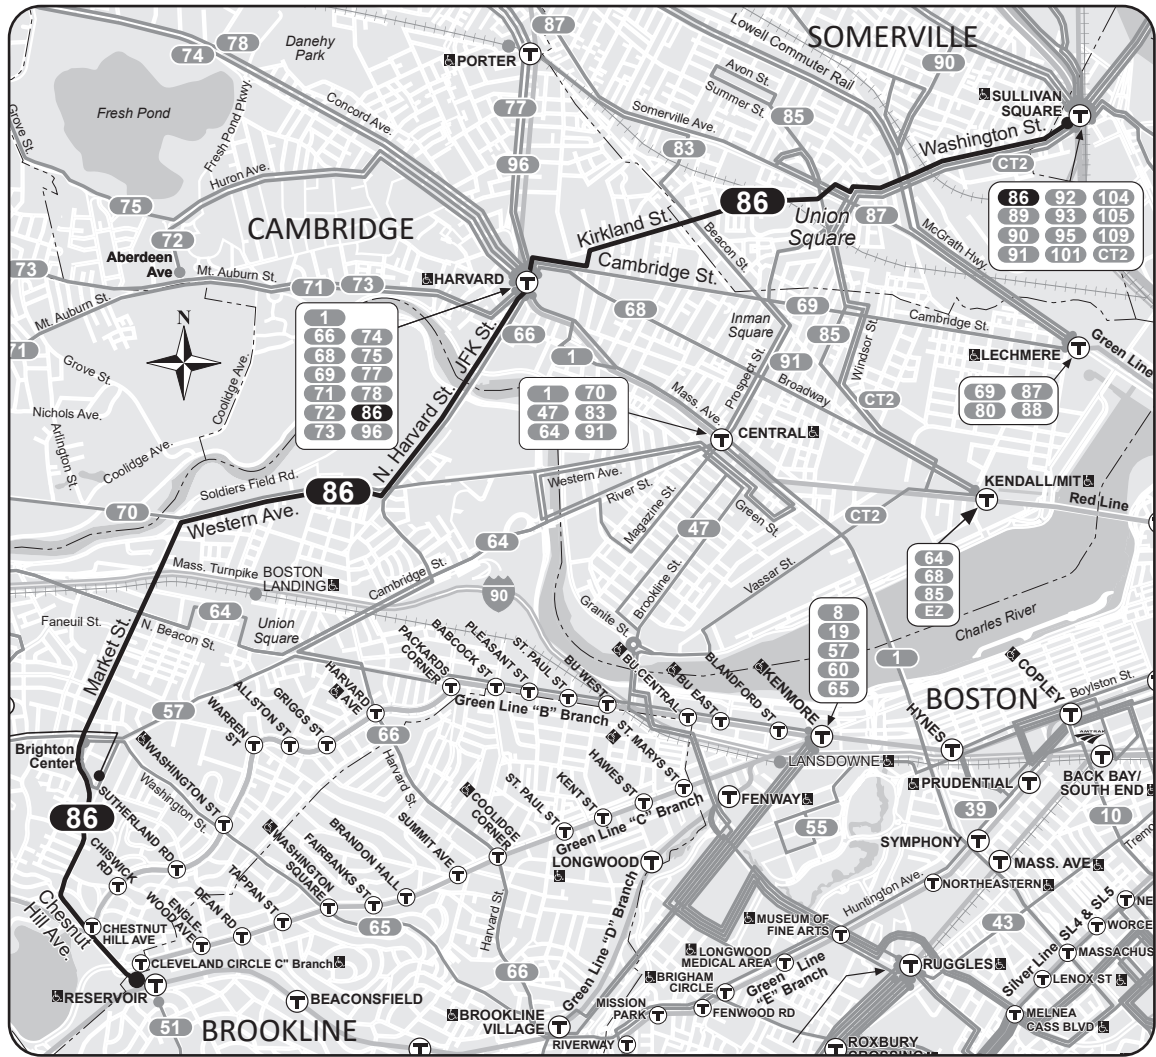 SOMERVILLE
87
78
74
Danehy
Park
PORTER
Lowell Commuter Rail
90
Avon St.
Summer St.
85
SULLIVAN
SQUARE
Fresh Pond
Fresh Pond Pkwy.
Grove St.
Concord Ave.
77
Somerville Ave.
83
Washington St.
CT2
96
Huron Ave.
75
86 92 104
89 93 105
90 95 109
91 101 CT2
CAMBRIDGE
86
Union
Square
87
Kirkland St.
Beacon St.
McGrath Hwy.
72
Aberdeen
Ave
73
Mt. Auburn St.
71
73
HARVARD
Cambridge St.
Mt. Auburn St.
N
1
66 74
68 75
69 77
71 78
72 86
73 96
JFK St.
66
68
69
Inman
Square
85
Cambridge St.
Windsor St.
LECHMERE
Green Line
71
Grove St.
Coolidge Ave.
1
91
Prospect St.
Broadway
69 87
80 88
Nichols Ave.
Arlington St.
Coolidge Ave.
N. Harvard St.
1 70
47 83
64 91
Mass. Ave.
CENTRAL
CT2
Soldiers Field Rd.
86
70
Western Ave.
Western Ave.
River St.
Magazine St.
KENDALL/MIT
Red Line
CT2
Green St.
47
64
64
68
85
EZ
Mass. Turnpike
BOSTON
LANDING
Cambridge St.
90
Brookline St.
Vassar St.
Granite St.
Charles River
64
Faneuil St.
N. Beacon St.
Union
Square
Market St.
8
19
57
60
65
1
PACKARDS
CORNER
BABCOCK ST
PLEASANT ST
ST. PAUL ST
BU WEST
BU CENTRAL
BU EAST
BLANDFORD ST
KENMORE
COPLEY
Boylston St.
BOSTON
HYNES
57
WARREN
ST
ALLSTON ST
GRIGGS ST
HARVARD
AVE
Green Line "B" Branch
66
Brighton
Center
WASHINGTON ST
Washington St.
Harvard St.
ST. MARYS ST
HAWES ST
KENT ST
ST. PAUL ST
Green Line "C" Branch
LANSDOWNE
FENWAY
PRUDENTIAL
AMTRAK
BACK BAY/
SOUTH END
86
SUTHERLAND RD
CHISWICK
RD
COOLIDGE
CORNER
SUMMIT AVE
BRANDON HALL
FAIRBANKS ST
WASHINGTON
SQUARE
TAPPAN ST
DEAN RD
ENGLE-
WOOD AVE
LONGWOOD
55
39
10
SYMPHONY
MASS. AVE
NORTHEASTERN
Huntington Ave.
Tremo
Chestnut
Hill Ave.
CHESTNUT
HILL AVE
65
Harvard St.
Green Line "D" Branch
MUSEUM OF
FINE ARTS
43
Silver Line SL4 & SL5
NE
WORCE
MASSACHUS
LENOX ST
MELNEA
CASS BLVD
CLEVELAND CIRCLE C" Branch
RESERVOIR
66
LONGWOOD
MEDICAL AREA
BRIGHAM
CIRCLE
Green Line
"E" Branch
RUGGLES
BEACONSFIELD
51
BROOKLINE
BROOKLINE
VILLAGE
MISSION
PARK
FENWOOD RD
RIVERWAY
ROXBURY
CROSSING